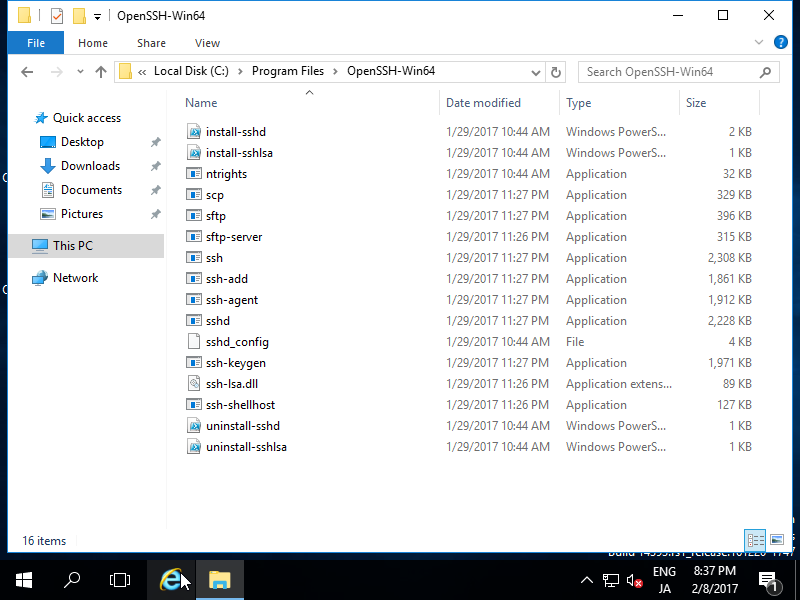 OpenSSH-Win64
File Home Share View
« Local Disk (C:) > Program Files > OpenSSH-Win64
Search OpenSSH-Win64
Name Date modified Type Size
Quick access
Desktop
Downloads
Documents
Pictures
This PC
Network
install-sshd 1/29/2017 10:44 AM Windows PowerS... 2 KB
install-sshlsa 1/29/2017 10:44 AM Windows PowerS... 1 KB
ntrights 1/29/2017 10:44 AM Application 32 KB
scp 1/29/2017 11:27 PM Application 329 KB
sftp 1/29/2017 11:27 PM Application 396 KB
sftp-server 1/29/2017 11:26 PM Application 315 KB
ssh 1/29/2017 11:27 PM Application 2,308 KB
ssh-add 1/29/2017 11:27 PM Application 1,861 KB
ssh-agent 1/29/2017 11:27 PM Application 1,912 KB
sshd 1/29/2017 11:27 PM Application 2,228 KB
sshd_config 1/29/2017 10:44 AM File 4 KB
ssh-keygen 1/29/2017 11:27 PM Application 1,971 KB
ssh-lsa.dll 1/29/2017 11:26 PM Application extens... 89 KB
ssh-shellhost 1/29/2017 11:26 PM Application 127 KB
uninstall-sshd 1/29/2017 10:44 AM Windows PowerS... 1 KB
uninstall-sshlsa 1/29/2017 10:44 AM Windows PowerS... 1 KB
16 items
ENG 8:37 PM
JA 2/8/2017
1